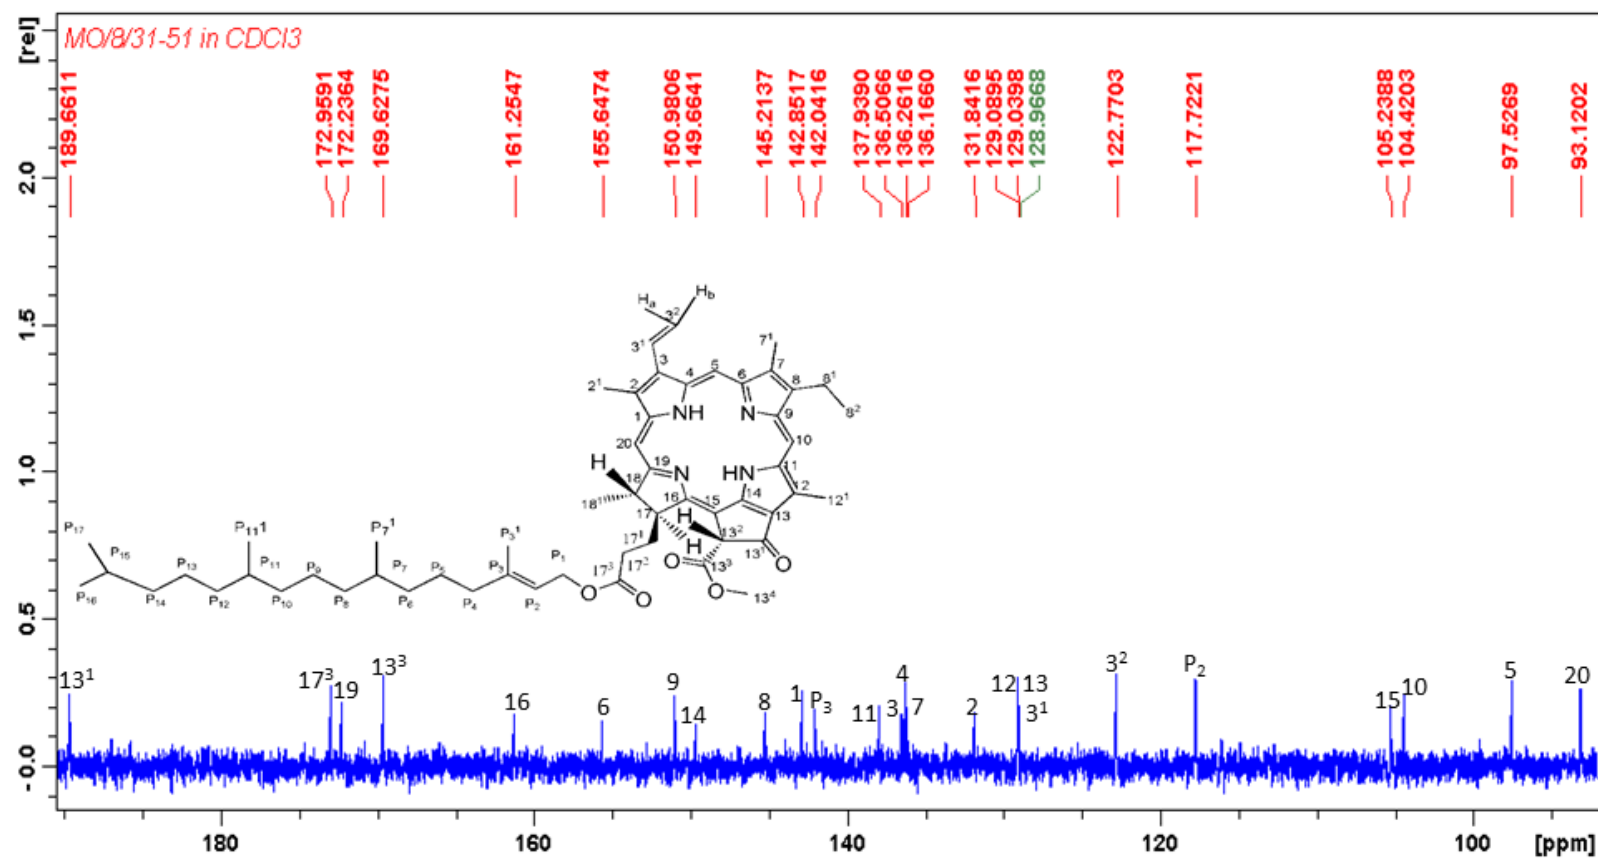 [rel]
MO/8/31-51 in CDCl3
189.6611
172.9591
172.2364
169.6275
161.2547
155.6474
150.9806
149.6641
145.2137
142.8517
142.0416
137.9390
136.5066
136.2616
136.1660
131.8416
129.0895
129.0398
128.9668
122.7703
117.7221
105.2388
104.4203
97.5269
93.1202
2.0
1.5
1.0
0.5
- 0.0
Ha Hb
3²
3¹ 7¹
3 4 5 6 7 8 8¹
2¹ 2 8²
1 NH N 9
20 10
H 19 N HN 11
18 12 12¹
18¹ 16 15 14 13
17 H 13² 13¹ O
H
17¹ O 13³
17³ 17² O 13⁴
O O
P₁₇ P₁₁¹ P₇¹ P₃¹
P₁₅ P₁₃ P₁₁ P₉ P₇ P₅ P₃ P₁
P₁₆ P₁₄ P₁₂ P₁₀ P₈ P₆ P₄ P₂
13¹ 17³ 19 13³ 16 6 9 14 8 1 P₃ 11 3 4 7 2 12 13 3¹ 3² P₂ 15 10 5 20
180 160 140 120 100 [ppm]